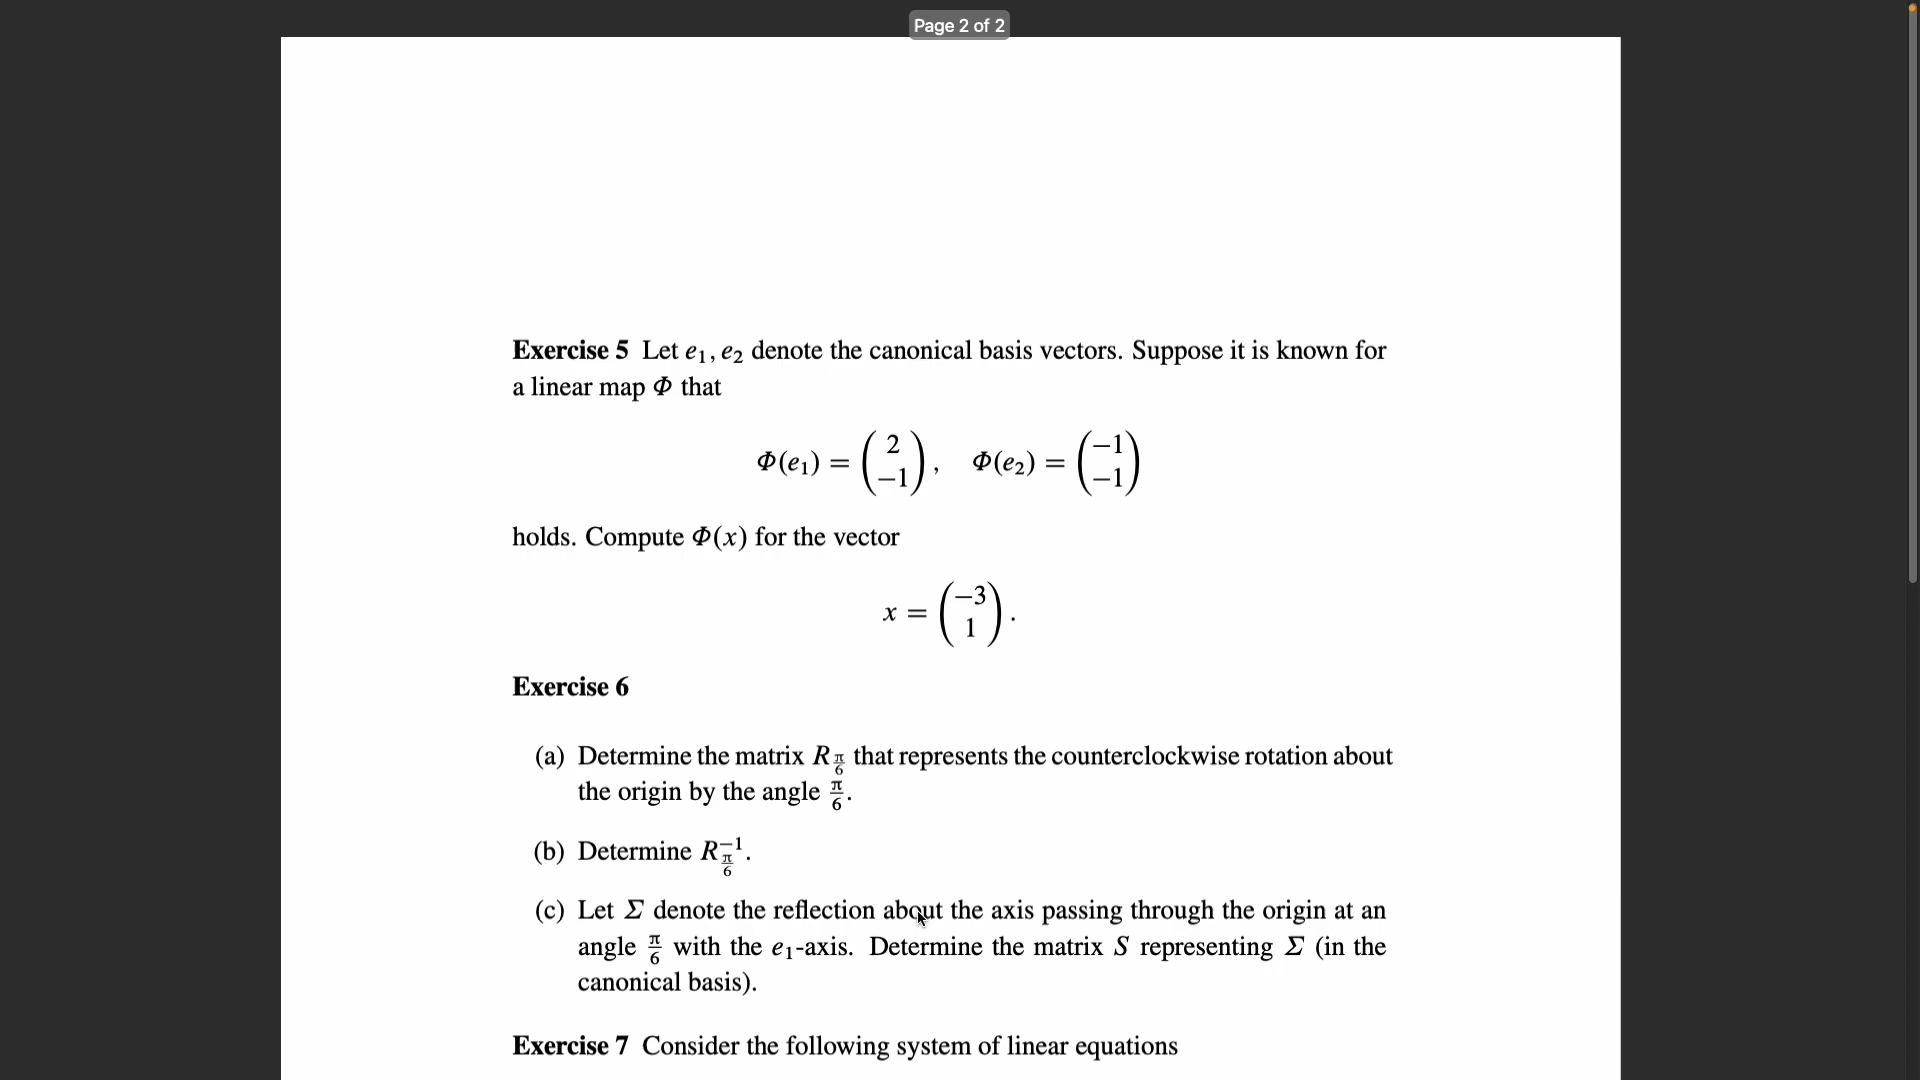 Page 2 of 2
Exercise 5 Let e₁, e₂ denote the canonical basis vectors. Suppose it is known for
a linear map Φ that
Φ(e₁) = (2 −1), Φ(e₂) = (−1 −1)
holds. Compute Φ(x) for the vector
x = (−3 1).
Exercise 6
(a) Determine the matrix R_π/6 that represents the counterclockwise rotation about
the origin by the angle π/6.
(b) Determine R_π/6⁻¹.
(c) Let Σ denote the reflection about the axis passing through the origin at an
angle π/6 with the e₁-axis. Determine the matrix S representing Σ (in the
canonical basis).
Exercise 7 Consider the following system of linear equations